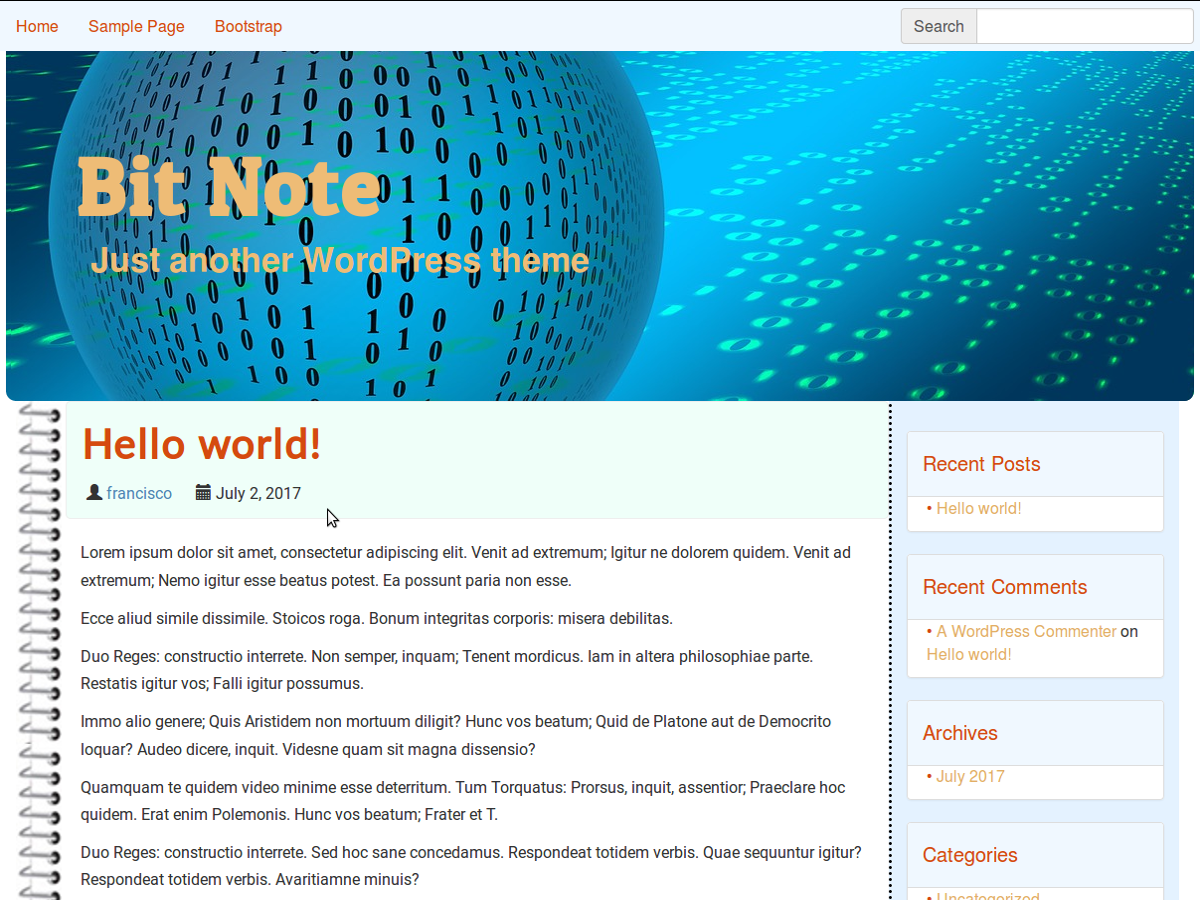 Home Sample Page Bootstrap Search
Bit Note
Just another WordPress theme
Hello world!
francisco July 2, 2017
Lorem ipsum dolor sit amet, consectetur adipiscing elit. Venit ad extremum; Igitur ne dolorem quidem. Venit ad
extremum; Nemo igitur esse beatus potest. Ea possunt paria non esse.
Ecce aliud simile dissimile. Stoicos roga. Bonum integritas corporis: misera debilitas.
Duo Reges: constructio interrete. Non semper, inquam; Tenent mordicus. Iam in altera philosophiae parte.
Restatis igitur vos; Falli igitur possumus.
Immo alio genere; Quis Aristidem non mortuum diligit? Hunc vos beatum; Quid de Platone aut de Democrito
loquar? Audeo dicere, inquit. Videsne quam sit magna dissensio?
Quamquam te quidem video minime esse deterritum. Tum Torquatus: Prorsus, inquit, assentior; Praeclare hoc
quidem. Erat enim Polemonis. Hunc vos beatum; Frater et T.
Duo Reges: constructio interrete. Sed hoc sane concedamus. Respondeat totidem verbis. Quae sequuntur igitur?
Respondeat totidem verbis. Avaritiamne minuis?
Recent Posts
• Hello world!
Recent Comments
• A WordPress Commenter on
Hello world!
Archives
• July 2017
Categories
• Uncategorized